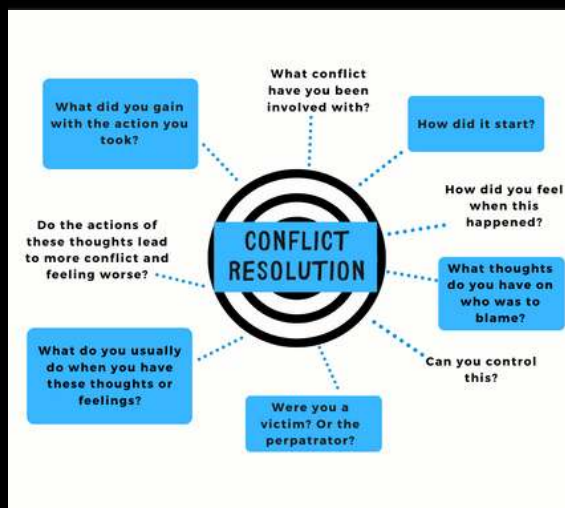 What conflict
have you been
involved with?
How did it start?
How did you feel
when this
happened?
What thoughts
do you have on
who was to
blame?
Can you control
this?
Were you a
victim? Or the
perpatrator?
What do you usually
do when you have
these thoughts or
feelings?
Do the actions of
these thoughts lead
to more conflict and
feeling worse?
What did you gain
with the action you
took?
CONFLICT
RESOLUTION